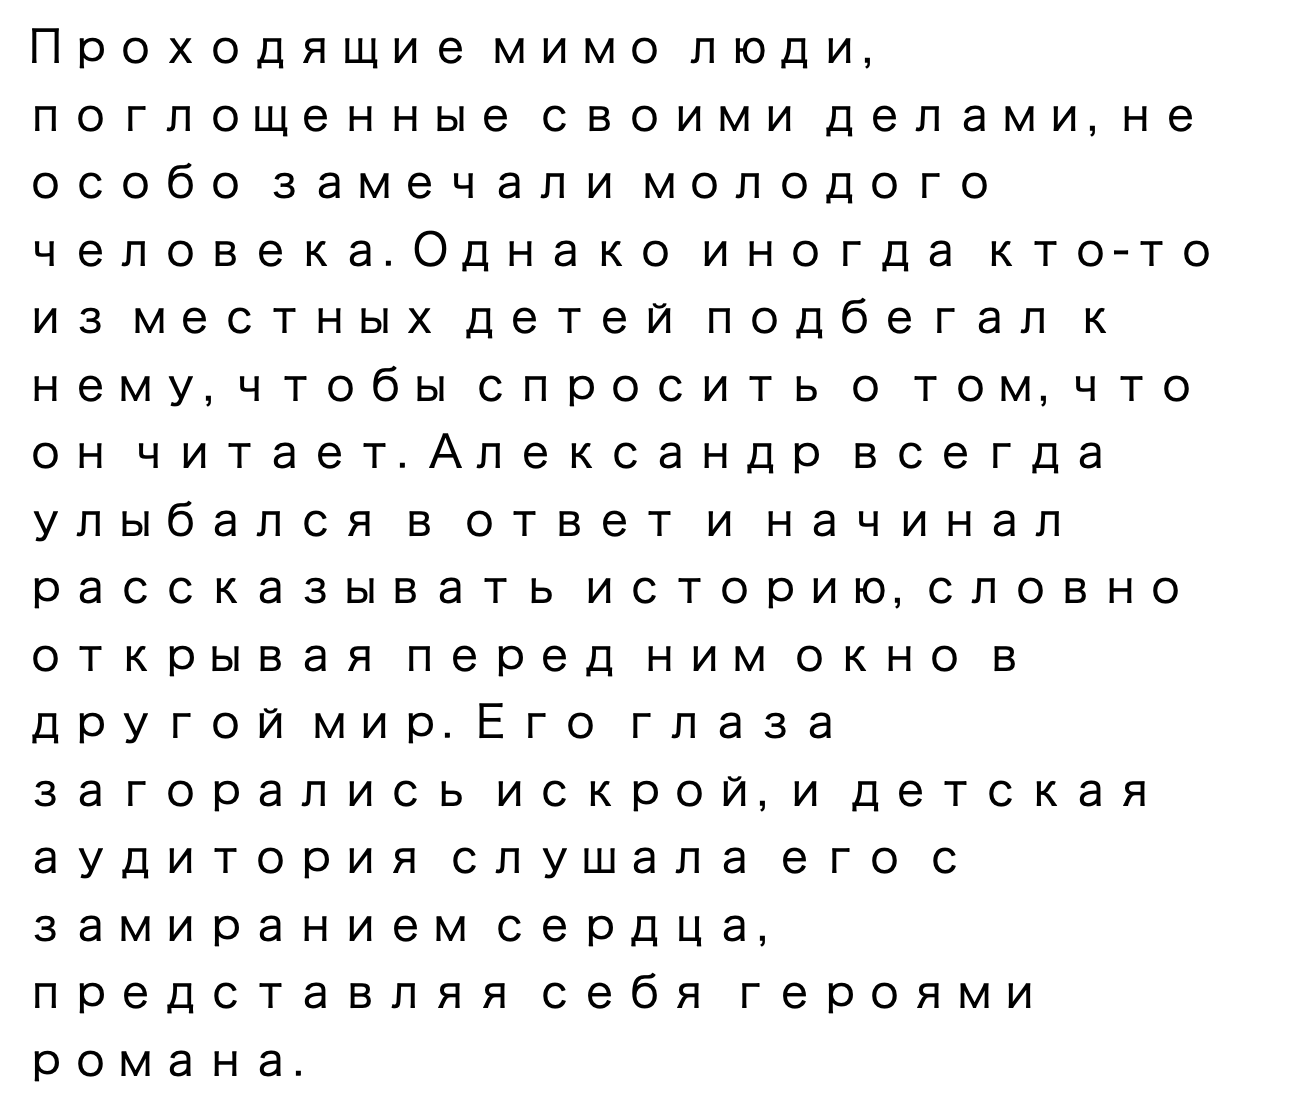 Проходящие мимо люди,
поглощенные своими делами, не
особо замечали молодого
человека. Однако иногда кто-то
из местных детей подбегал к
нему, чтобы спросить о том, что
он читает. Александр всегда
улыбался в ответ и начинал
рассказывать историю, словно
открывая перед ним окно в
другой мир. Его глаза
загорались искрой, и детская
аудитория слушала его с
замиранием сердца,
представляя себя героями
романа.